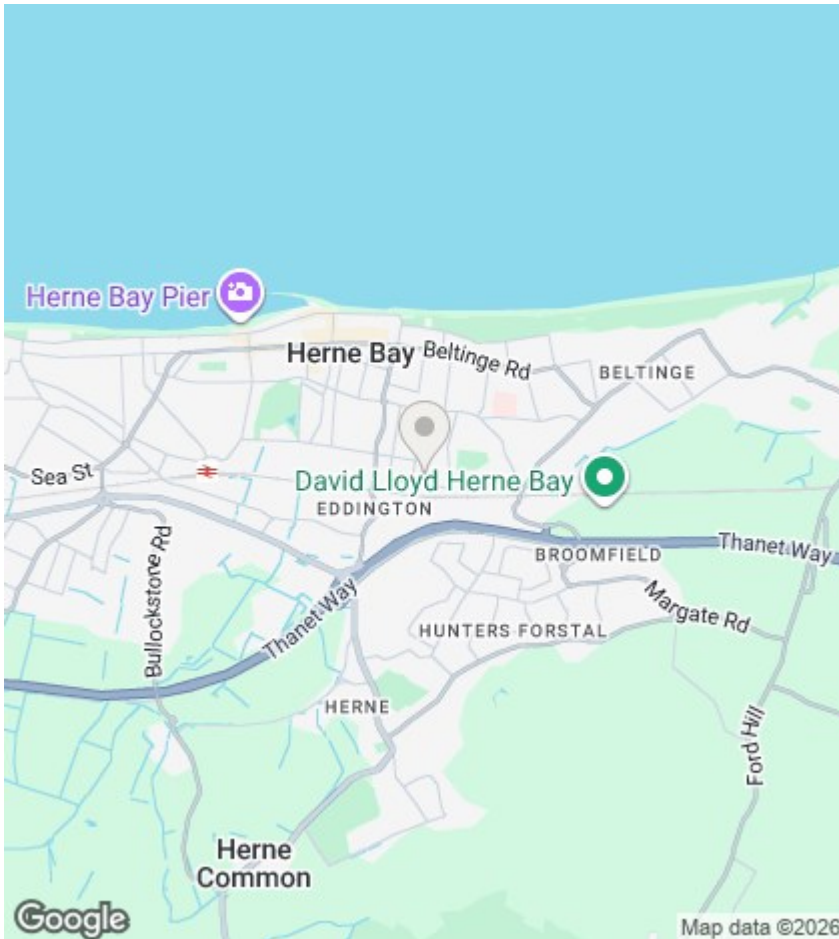 Herne Bay Pier
Herne Bay
Beltinge Rd
BELTINGE
Sea St
David Lloyd Herne Bay
EDDINGTON
BROOMFIELD
Thanet Way
Bullockstone Rd
Thanet Way
Margate Rd
HUNTERS FORSTAL
HERNE
Ford Hill
Herne
Common
Google
Map data ©2026